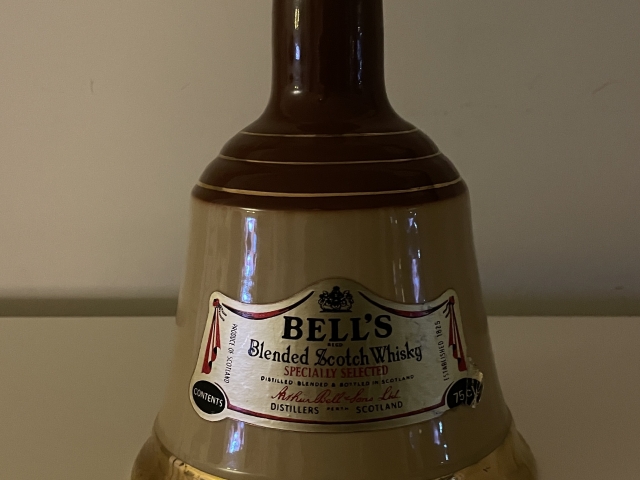 BELL'S
REGD
Blended Scotch Whisky
SPECIALLY SELECTED
DISTILLED BLENDED & BOTTLED IN SCOTLAND
Arthur Bell & Sons Ltd.
DISTILLERS PERTH SCOTLAND
PRODUCT OF SCOTLAND
ESTABLISHED 1825
CONTENTS
75